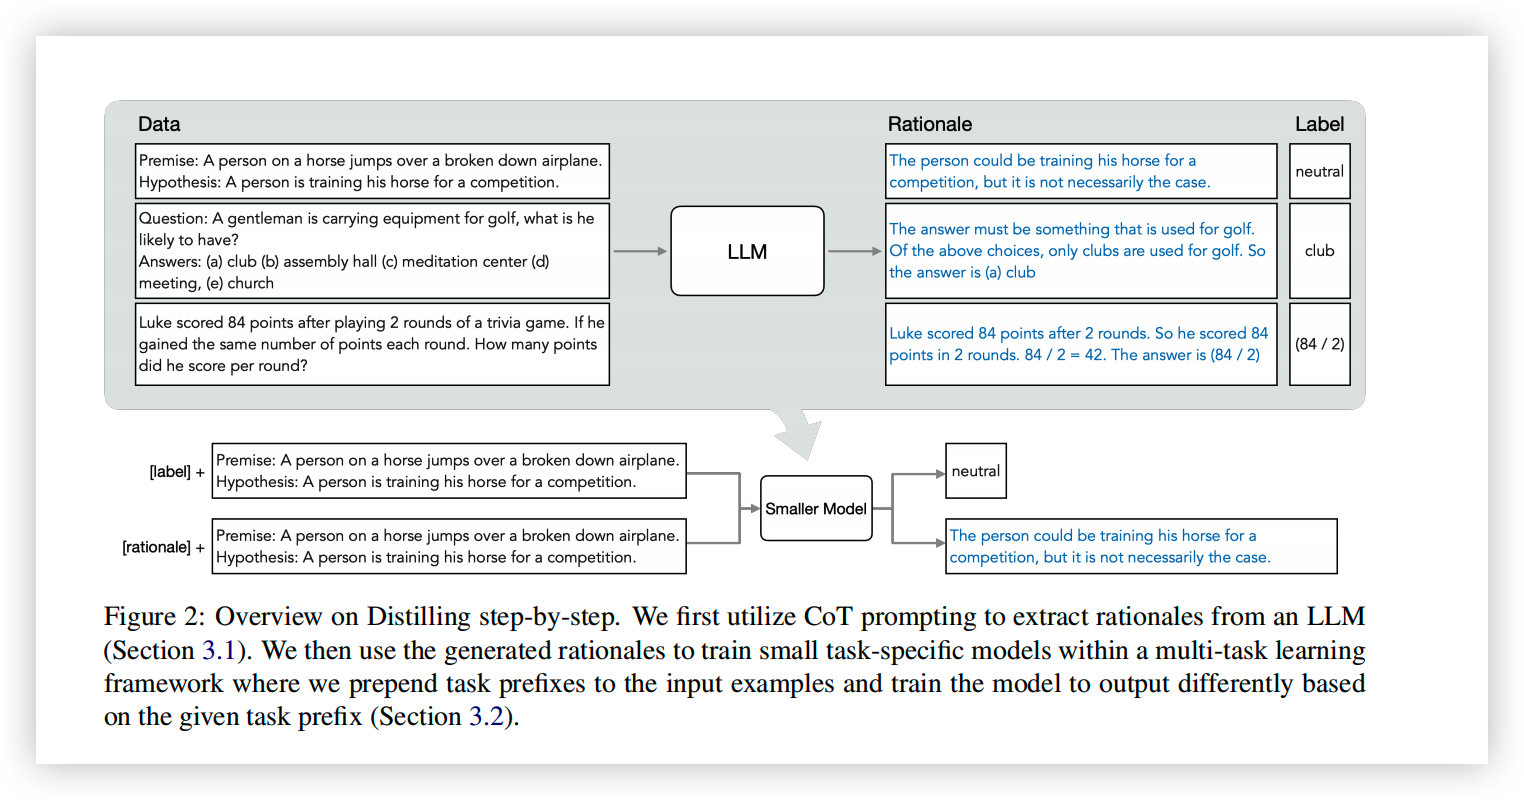 Data
Rationale
Label
Premise: A person on a horse jumps over a broken down airplane.
Hypothesis: A person is training his horse for a competition.
The person could be training his horse for a
competition, but it is not necessarily the case.
neutral
Question: A gentleman is carrying equipment for golf, what is he
likely to have?
Answers: (a) club (b) assembly hall (c) meditation center (d)
meeting, (e) church
LLM
The answer must be something that is used for golf.
Of the above choices, only clubs are used for golf. So
the answer is (a) club
club
Luke scored 84 points after playing 2 rounds of a trivia game. If he
gained the same number of points each round. How many points
did he score per round?
Luke scored 84 points after 2 rounds. So he scored 84
points in 2 rounds. 84 / 2 = 42. The answer is (84 / 2)
(84 / 2)
[label] +
Premise: A person on a horse jumps over a broken down airplane.
Hypothesis: A person is training his horse for a competition.
neutral
Smaller Model
[rationale] +
Premise: A person on a horse jumps over a broken down airplane.
Hypothesis: A person is training his horse for a competition.
The person could be training his horse for a
competition, but it is not necessarily the case.
Figure 2: Overview on Distilling step-by-step. We first utilize CoT prompting to extract rationales from an LLM
(Section 3.1). We then use the generated rationales to train small task-specific models within a multi-task learning
framework where we prepend task prefixes to the input examples and train the model to output differently based
on the given task prefix (Section 3.2).